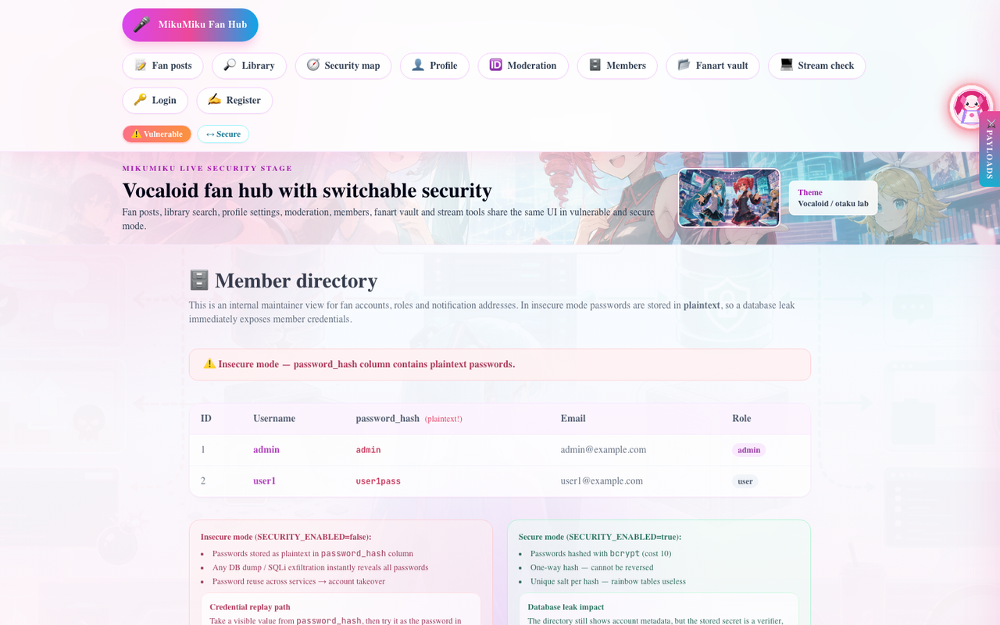 MikuMiku Fan Hub
Fan posts
Library
Security map
Profile
Moderation
Members
Fanart vault
Stream check
Login
Register
Vulnerable
↔ Secure
PAYLOADS
MIKUMIKU LIVE SECURITY STAGE
Vocaloid fan hub with switchable security
Fan posts, library search, profile settings, moderation, members, fanart vault and stream tools share the same UI in vulnerable and secure
mode.
Theme
Vocaloid / otaku lab
Member directory
This is an internal maintainer view for fan accounts, roles and notification addresses. In insecure mode passwords are stored in plaintext, so a database leak
immediately exposes member credentials.
Insecure mode — password_hash column contains plaintext passwords.
ID Username password_hash (plaintext!) Email Role
1 admin admin admin@example.com admin
2 user1 user1pass user1@example.com user
Insecure mode (SECURITY_ENABLED=false):
• Passwords stored as plaintext in password_hash column
• Any DB dump / SQLi exfiltration instantly reveals all passwords
• Password reuse across services → account takeover
Credential replay path
Take a visible value from password_hash, then try it as the password in
Secure mode (SECURITY_ENABLED=true):
• Passwords hashed with bcrypt (cost 10)
• One-way hash — cannot be reversed
• Unique salt per hash — rainbow tables useless
Database leak impact
The directory still shows account metadata, but the stored secret is a verifier,